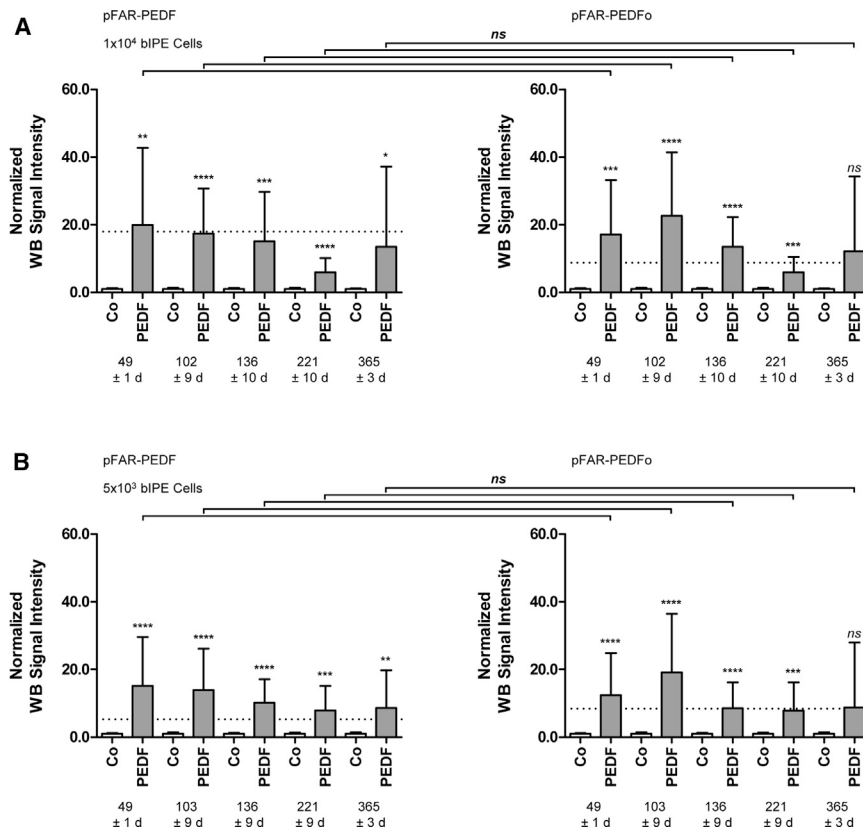 A
pFAR-PEDF
pFAR-PEDFo
1x10⁴ bIPE Cells
ns
Normalized
WB Signal Intensity
60.0
40.0
20.0
0.0
** **** *** **** *
Co PEDF Co PEDF Co PEDF Co PEDF Co PEDF
49 102 136 221 365
± 1 d ± 9 d ± 10 d ± 10 d ± 3 d
Normalized
WB Signal Intensity
60.0
40.0
20.0
0.0
*** **** **** *** ns
Co PEDF Co PEDF Co PEDF Co PEDF Co PEDF
49 102 136 221 365
± 1 d ± 9 d ± 10 d ± 10 d ± 3 d
B
pFAR-PEDF
pFAR-PEDFo
5x10³ bIPE Cells
ns
Normalized
WB Signal Intensity
60.0
40.0
20.0
0.0
**** **** **** *** **
Co PEDF Co PEDF Co PEDF Co PEDF Co PEDF
49 103 136 221 365
± 1 d ± 9 d ± 9 d ± 9 d ± 3 d
Normalized
WB Signal Intensity
60.0
40.0
20.0
0.0
**** **** **** *** ns
Co PEDF Co PEDF Co PEDF Co PEDF Co PEDF
49 103 136 221 365
± 1 d ± 9 d ± 9 d ± 9 d ± 3 d